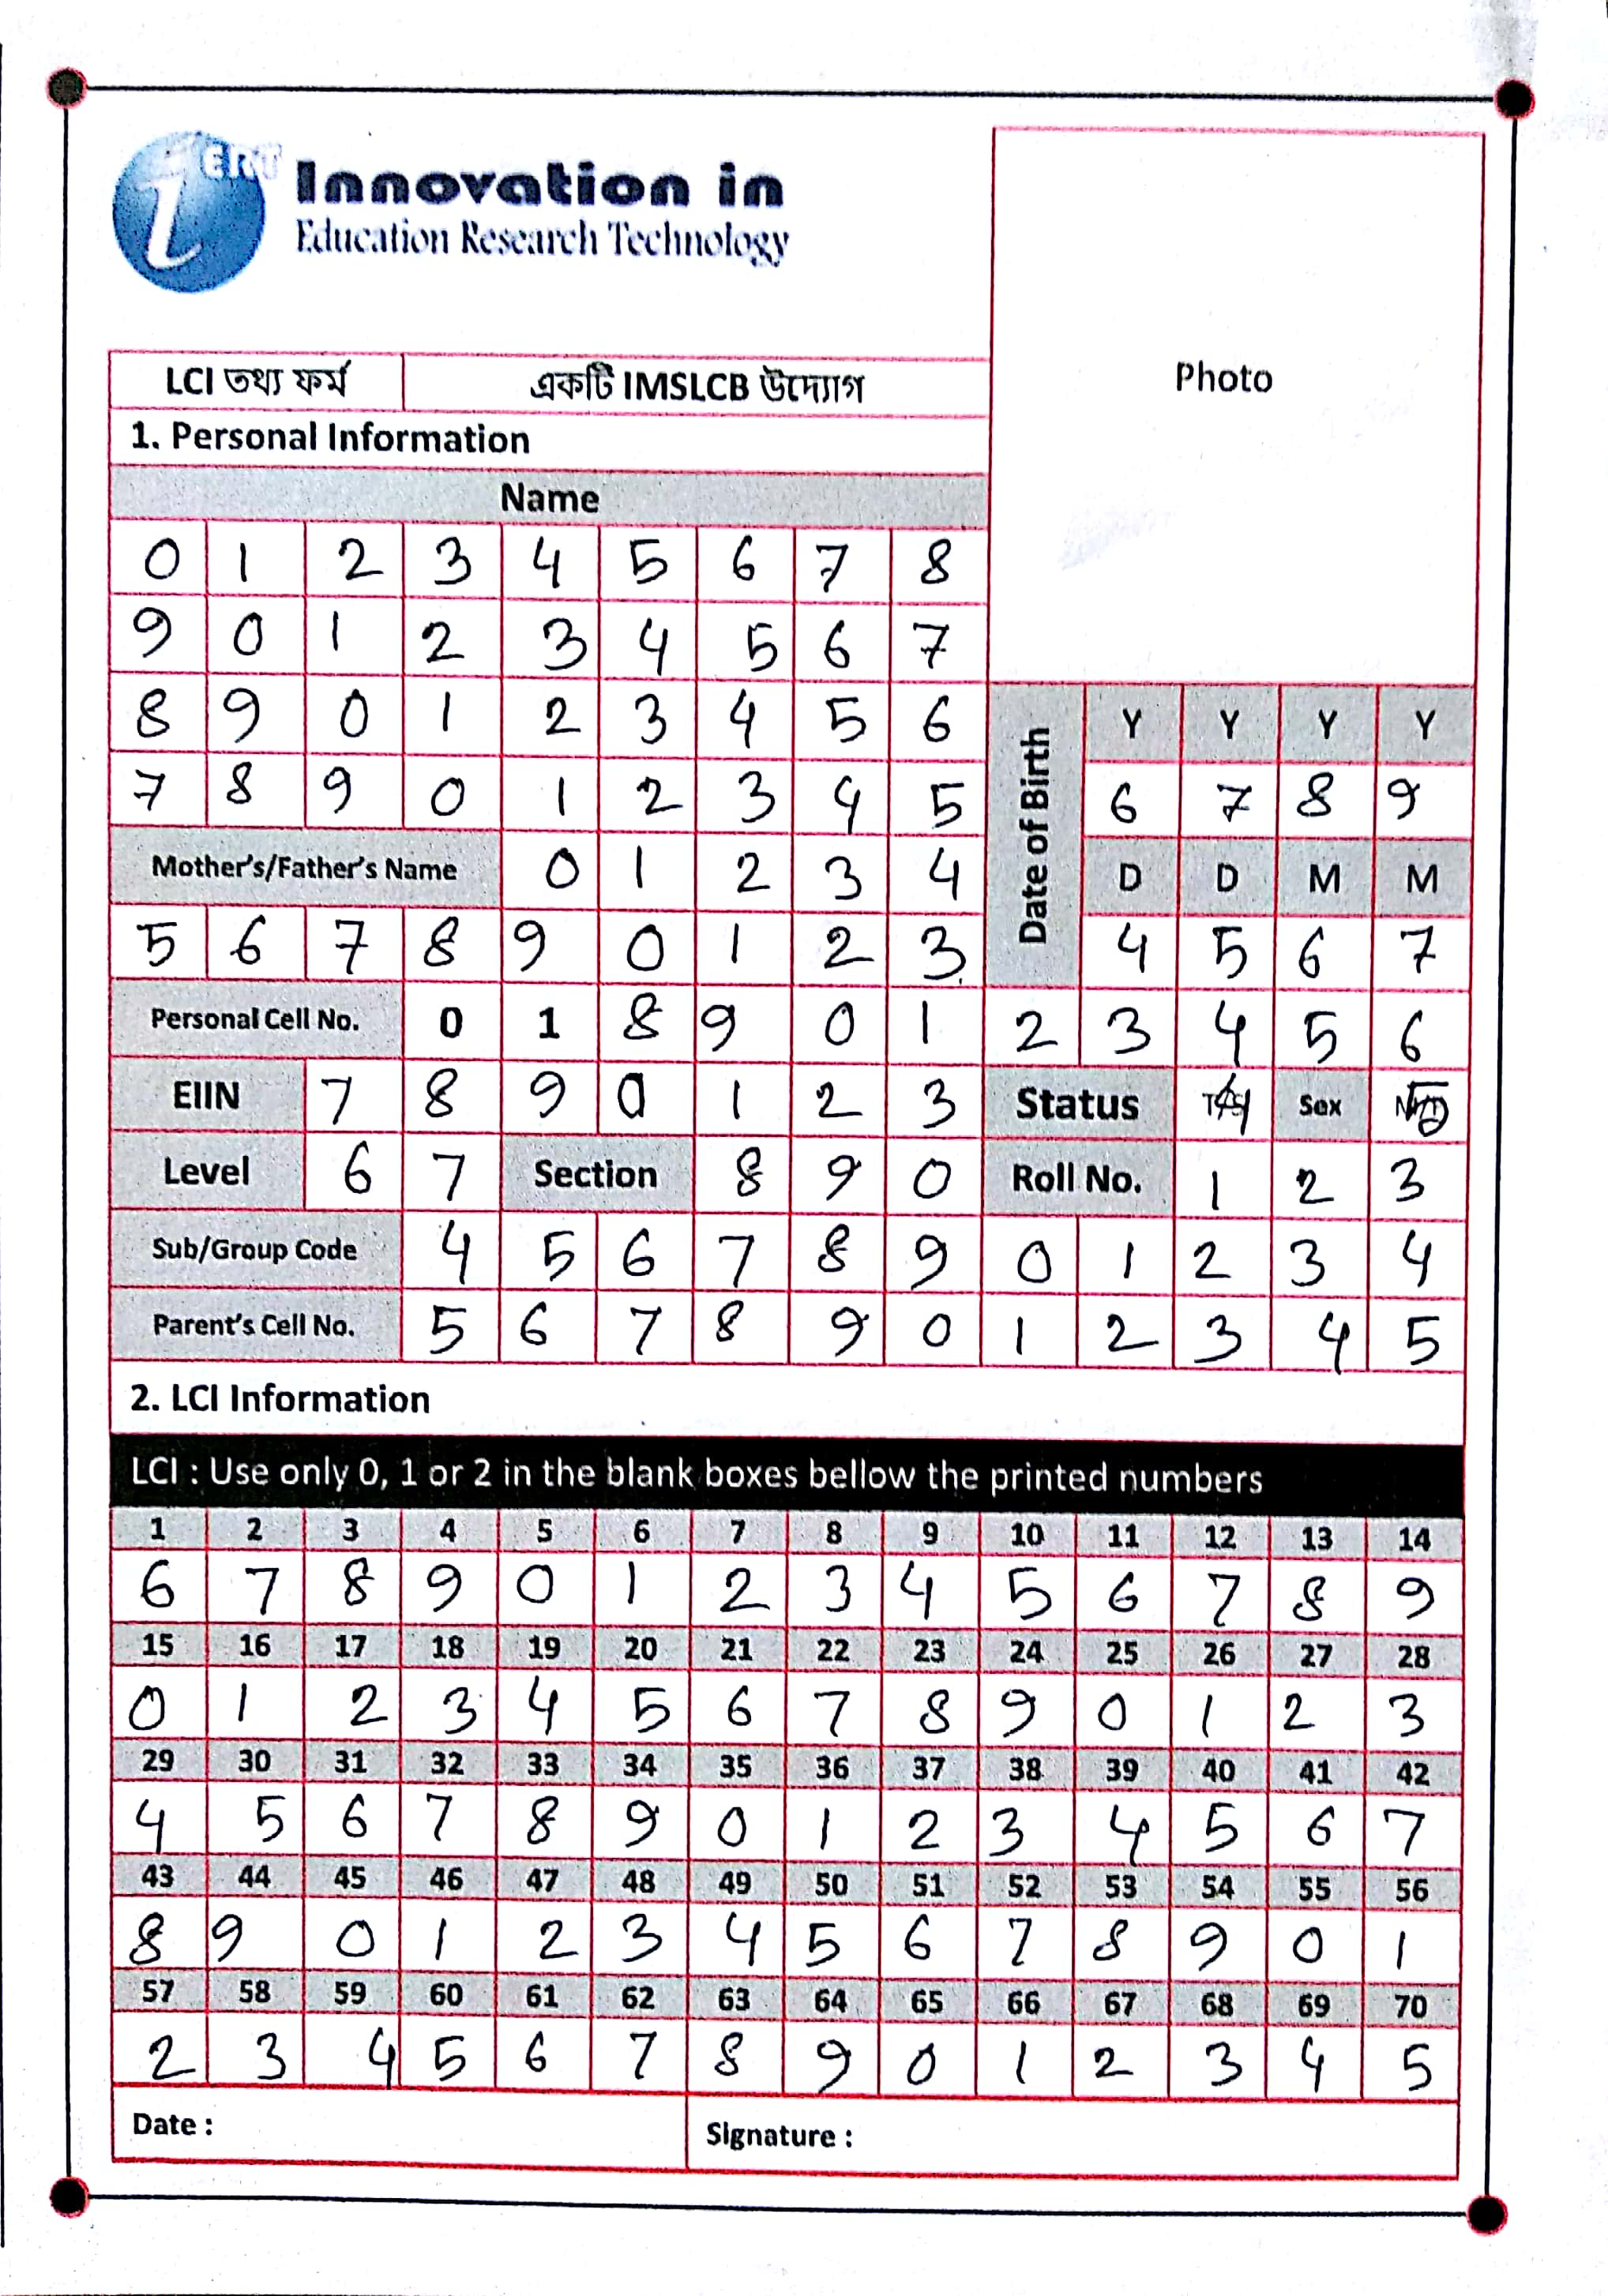 iERT
Innovation in
Education Research Technology
Photo
LCI তথ্য ফর্ম একটি IMSLCB উদ্যোগ
1. Personal Information
Name
0 1 2 3 4 5 6 7 8
9 0 1 2 3 4 5 6 7
8 9 0 1 2 3 4 5 6
Date of Birth Y Y Y Y
7 8 9 0 1 2 3 4 5 6 7 8 9
Mother's/Father's Name 0 1 2 3 4 D D M M
5 6 7 8 9 0 1 2 3 4 5 6 7
Personal Cell No. 0 1 8 9 0 1 2 3 4 5 6
EIIN 7 8 9 0 1 2 3 Status Sex
Level 6 7 Section 8 9 0 Roll No. 1 2 3
Sub/Group Code 4 5 6 7 8 9 0 1 2 3 4
Parent's Cell No. 5 6 7 8 9 0 1 2 3 4 5
2. LCI Information
LCI : Use only 0, 1 or 2 in the blank boxes bellow the printed numbers
1 2 3 4 5 6 7 8 9 10 11 12 13 14
6 7 8 9 0 1 2 3 4 5 6 7 8 9
15 16 17 18 19 20 21 22 23 24 25 26 27 28
0 1 2 3 4 5 6 7 8 9 0 1 2 3
29 30 31 32 33 34 35 36 37 38 39 40 41 42
4 5 6 7 8 9 0 1 2 3 4 5 6 7
43 44 45 46 47 48 49 50 51 52 53 54 55 56
8 9 0 1 2 3 4 5 6 7 8 9 0 1
57 58 59 60 61 62 63 64 65 66 67 68 69 70
2 3 4 5 6 7 8 9 0 1 2 3 4 5
Date : Signature :